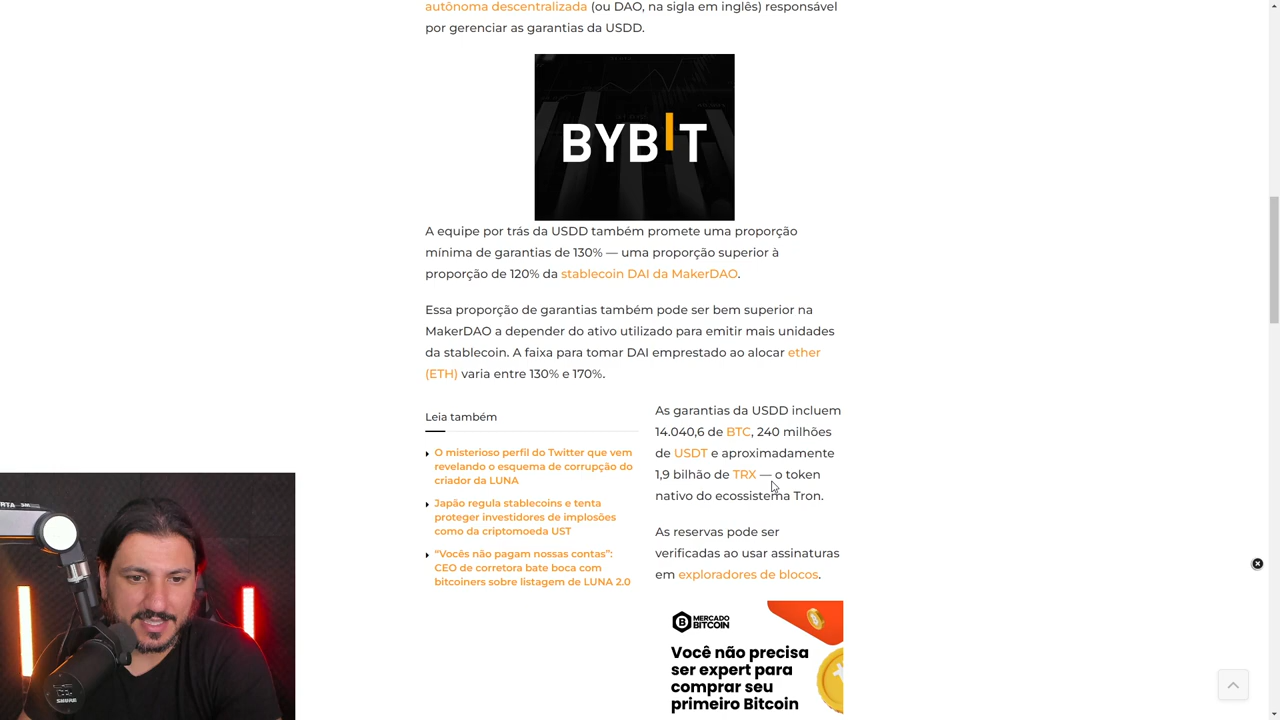 autônoma descentralizada (ou DAO, na sigla em inglês) responsável
por gerenciar as garantias da USDD.
BYBIT
A equipe por trás da USDD também promete uma proporção
mínima de garantias de 130% — uma proporção superior à
proporção de 120% da stablecoin DAI da MakerDAO.
Essa proporção de garantias também pode ser bem superior na
MakerDAO a depender do ativo utilizado para emitir mais unidades
da stablecoin. A faixa para tomar DAI emprestado ao alocar ether
(ETH) varia entre 130% e 170%.
Leia também
O misterioso perfil do Twitter que vem
revelando o esquema de corrupção do
criador da LUNA
Japão regula stablecoins e tenta
proteger investidores de implosões
como da criptomoeda UST
“Vocês não pagam nossas contas”:
CEO de corretora bate boca com
bitcoiners sobre listagem de LUNA 2.0
As garantias da USDD incluem
14.040,6 de BTC, 240 milhões
de USDT e aproximadamente
1,9 bilhão de TRX — o token
nativo do ecossistema Tron.
As reservas pode ser
verificadas ao usar assinaturas
em exploradores de blocos.
MERCADO
BITCOIN
Você não precisa
ser expert para
comprar seu
primeiro Bitcoin
SHURE